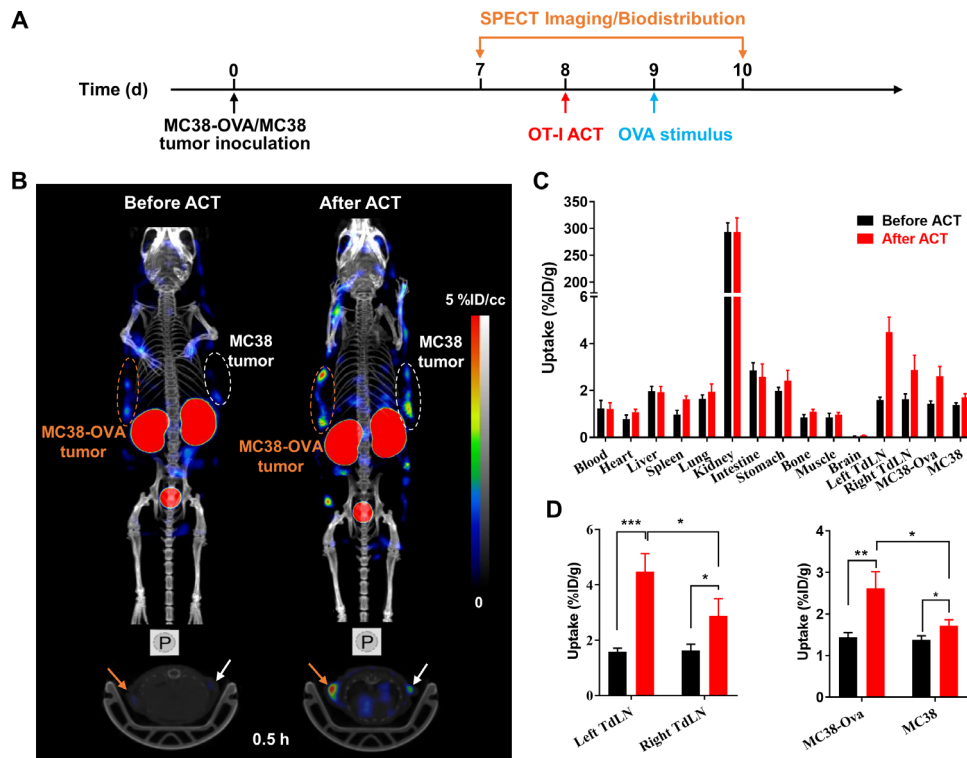 A
SPECT Imaging/Biodistribution
0
7
8
9
10
Time (d)
MC38-OVA/MC38
tumor inoculation
OT-I ACT
OVA stimulus
B
Before ACT
After ACT
5 %ID/cc
MC38
tumor
MC38
tumor
MC38-OVA
tumor
MC38-OVA
tumor
0
P
P
0.5 h
C
Uptake (%ID/g)
350
300
250
200
6
4
2
0
Before ACT
After ACT
Blood
Heart
Liver
Spleen
Lung
Kidney
Intestine
Stomach
Bone
Muscle
Brain
Left TdLN
Right TdLN
MC38-Ova
MC38
D
Uptake (%ID/g)
6
4
2
0
***
*
*
Left TdLN
Right TdLN
Uptake (%ID/g)
4
3
2
1
0
**
*
*
MC38-Ova
MC38